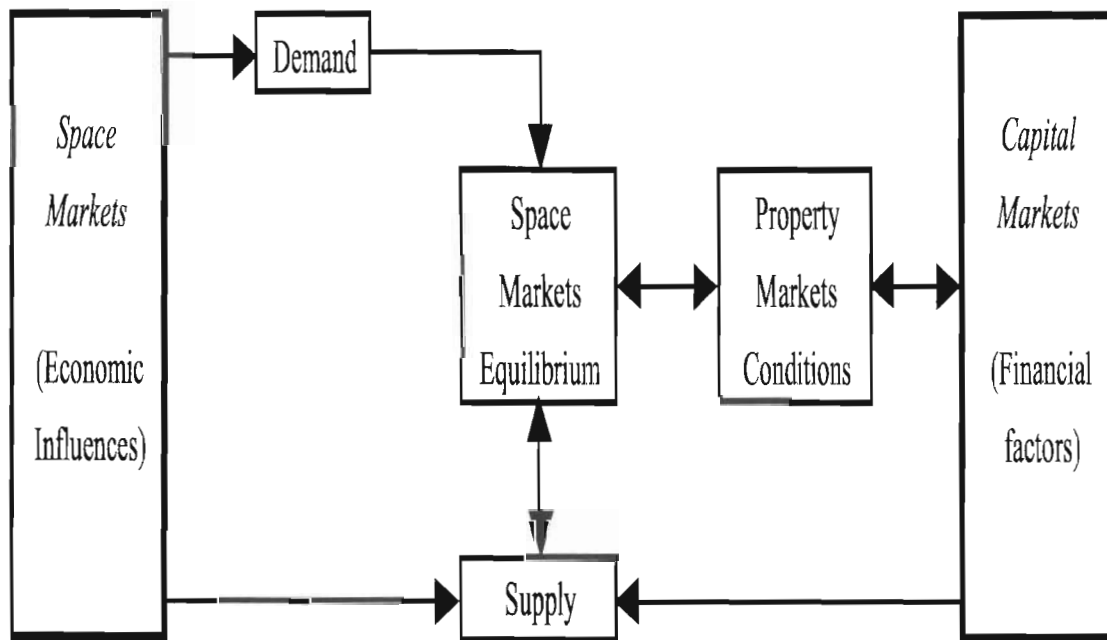 Space
Markets
(Economic
Influences)
Demand
Space
Markets
Equilibrium
Property
Markets
Conditions
Supply
Capital
Markets
(Financial
factors)